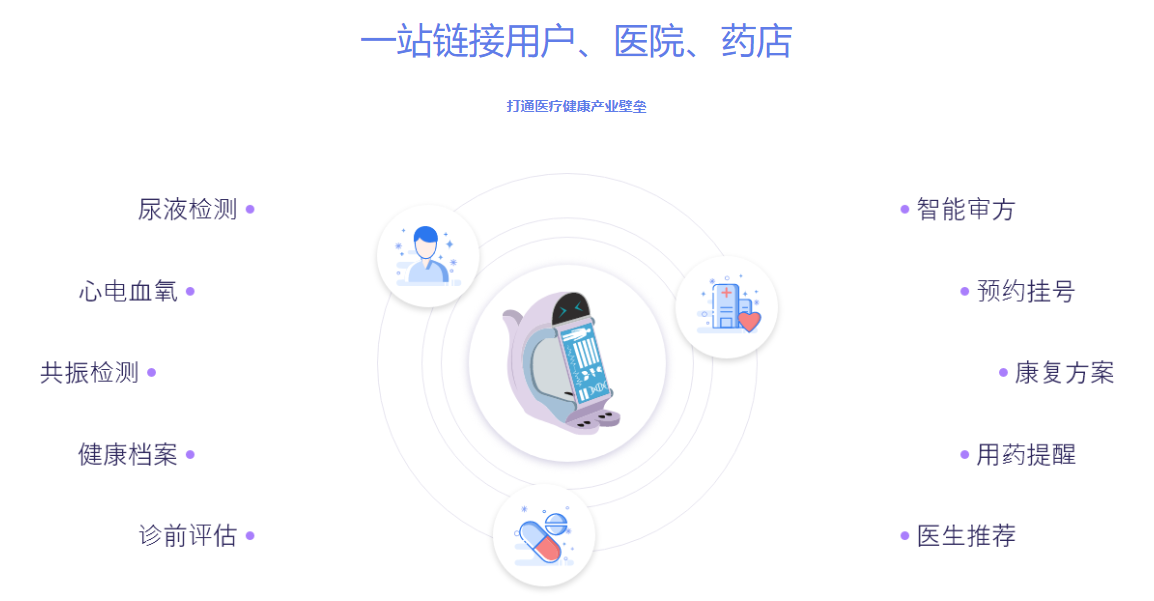 一站链接用户、医院、药店
打通医疗健康产业壁垒
尿液检测
心电血氧
共振检测
健康档案
诊前评估
智能审方
预约挂号
康复方案
用药提醒
医生推荐